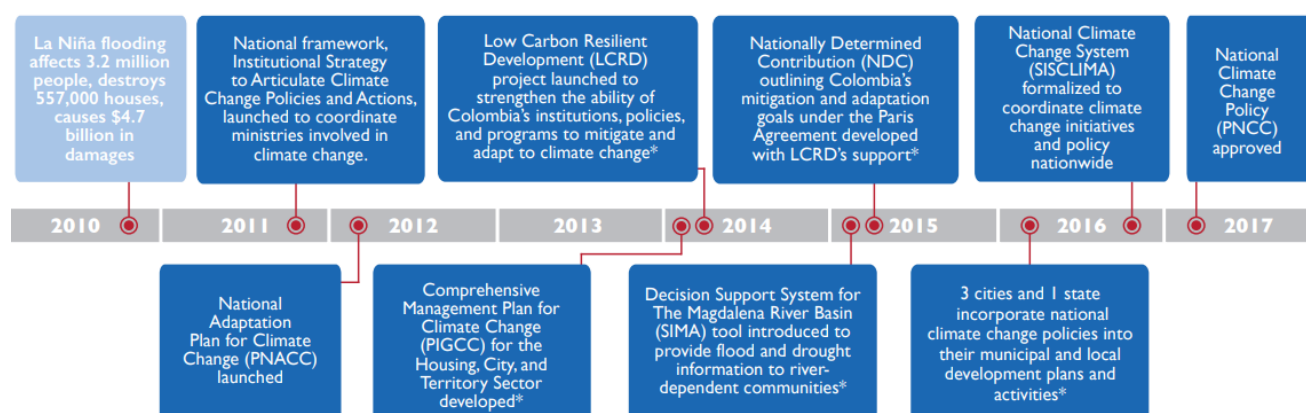 La Niña flooding
affects 3.2 million
people, destroys
557,000 houses,
causes $4.7
billion in
damages
National framework,
Institutional Strategy
to Articulate Climate
Change Policies and Actions,
launched to coordinate
ministries involved in
climate change.
Low Carbon Resilient
Development (LCRD)
project launched to
strengthen the ability of
Colombia's institutions, policies,
and programs to mitigate and
adapt to climate change*
Nationally Determined
Contribution (NDC)
outlining Colombia's
mitigation and adaptation
goals under the Paris
Agreement developed
with LCRD's support*
National Climate
Change System
(SISCLIMA)
formalized to
coordinate climate
change initiatives
and policy
nationwide
National
Climate
Change
Policy
(PNCC)
approved
2010
2011
2012
2013
2014
2015
2016
2017
National
Adaptation
Plan for Climate
Change (PNACC)
launched
Comprehensive
Management Plan for
Climate Change
(PIGCC) for the
Housing, City, and
Territory Sector
developed*
Decision Support System for
The Magdalena River Basin
(SIMA) tool introduced to
provide flood and drought
information to river-
dependent communities*
3 cities and 1 state
incorporate national
climate change policies into
their municipal and local
development plans and
activities*